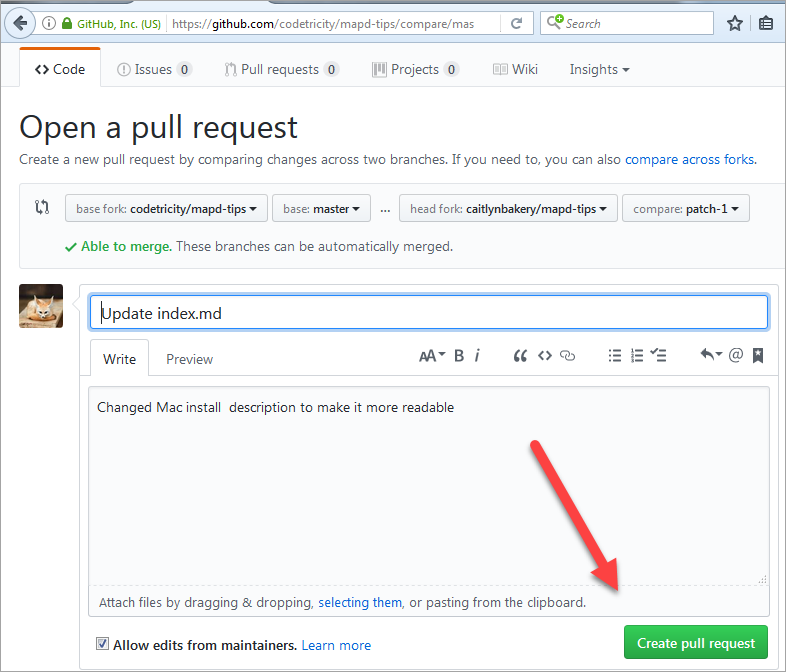 GitHub, Inc. (US) https://github.com/codetricity/mapd-tips/compare/mas Search
Code Issues 0 Pull requests 0 Projects 0 Wiki Insights
Open a pull request
Create a new pull request by comparing changes across two branches. If you need to, you can also compare across forks.
base fork: codetricity/mapd-tips base: master ... head fork: caitlynbakery/mapd-tips compare: patch-1
Able to merge. These branches can be automatically merged.
Update index.md
Write Preview AA B i “ <> @
Changed Mac install  description to make it more readable
Attach files by dragging & dropping, selecting them, or pasting from the clipboard.
Allow edits from maintainers. Learn more Create pull request